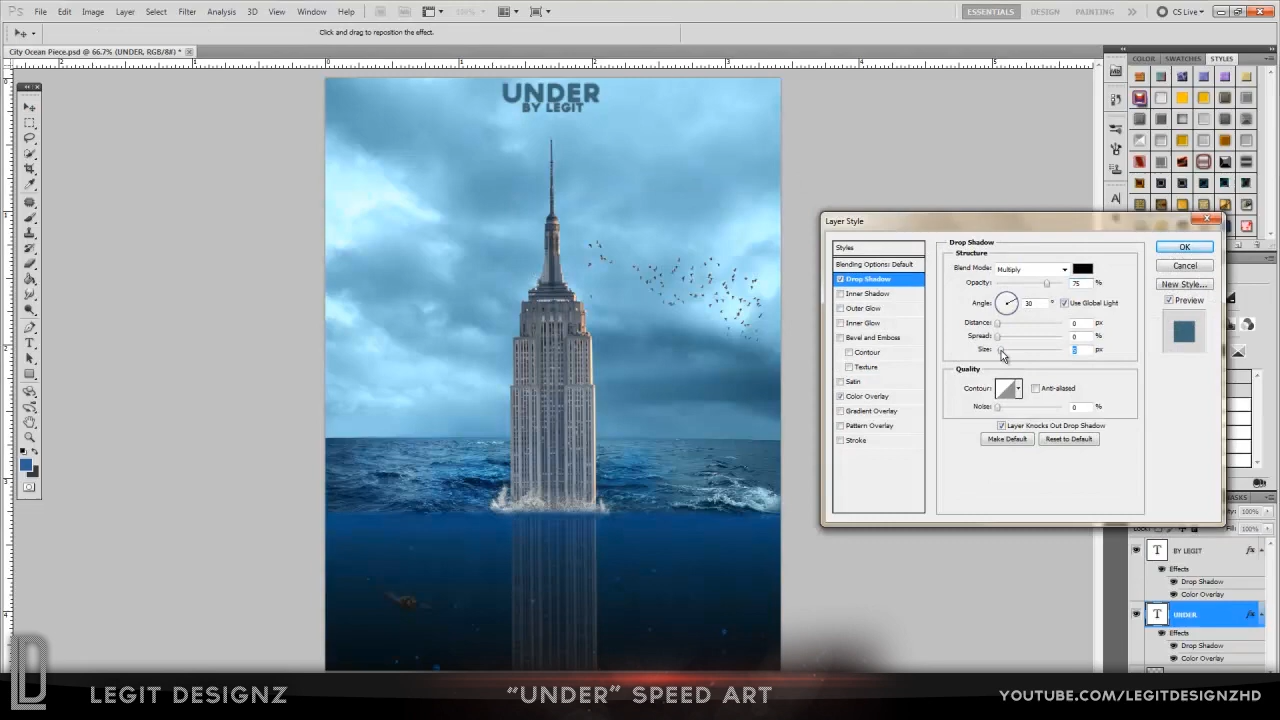 Ps File Edit Image Layer Select Filter Analysis 3D View Window Help
ESSENTIALS DESIGN PAINTING CS Live
Click and drag to reposition the effect.
City Ocean Piece.psd @ 66.7% (UNDER, RGB/8#) *
COLOR SWATCHES STYLES
UNDER
BY LEGIT
Layer Style
Styles
Blending Options: Default
Drop Shadow
Inner Shadow
Outer Glow
Inner Glow
Bevel and Emboss
Contour
Texture
Satin
Color Overlay
Gradient Overlay
Pattern Overlay
Stroke
Drop Shadow
Structure
Blend Mode: Multiply
Opacity: 75 %
Angle: 30 ° Use Global Light
Distance: 0 px
Spread: 0 %
Size: px
Quality
Contour: Anti-aliased
Noise: 0 %
Layer Knocks Out Drop Shadow
Make Default Reset to Default
OK
Cancel
New Style...
Preview
100%
Fill: 100%
T BY LEGIT fx
Effects
Drop Shadow
Color Overlay
T UNDER fx
Effects
Drop Shadow
Color Overlay
LEGIT DESIGNZ
“UNDER” SPEED ART
YOUTUBE.COM/LEGITDESIGNZHD